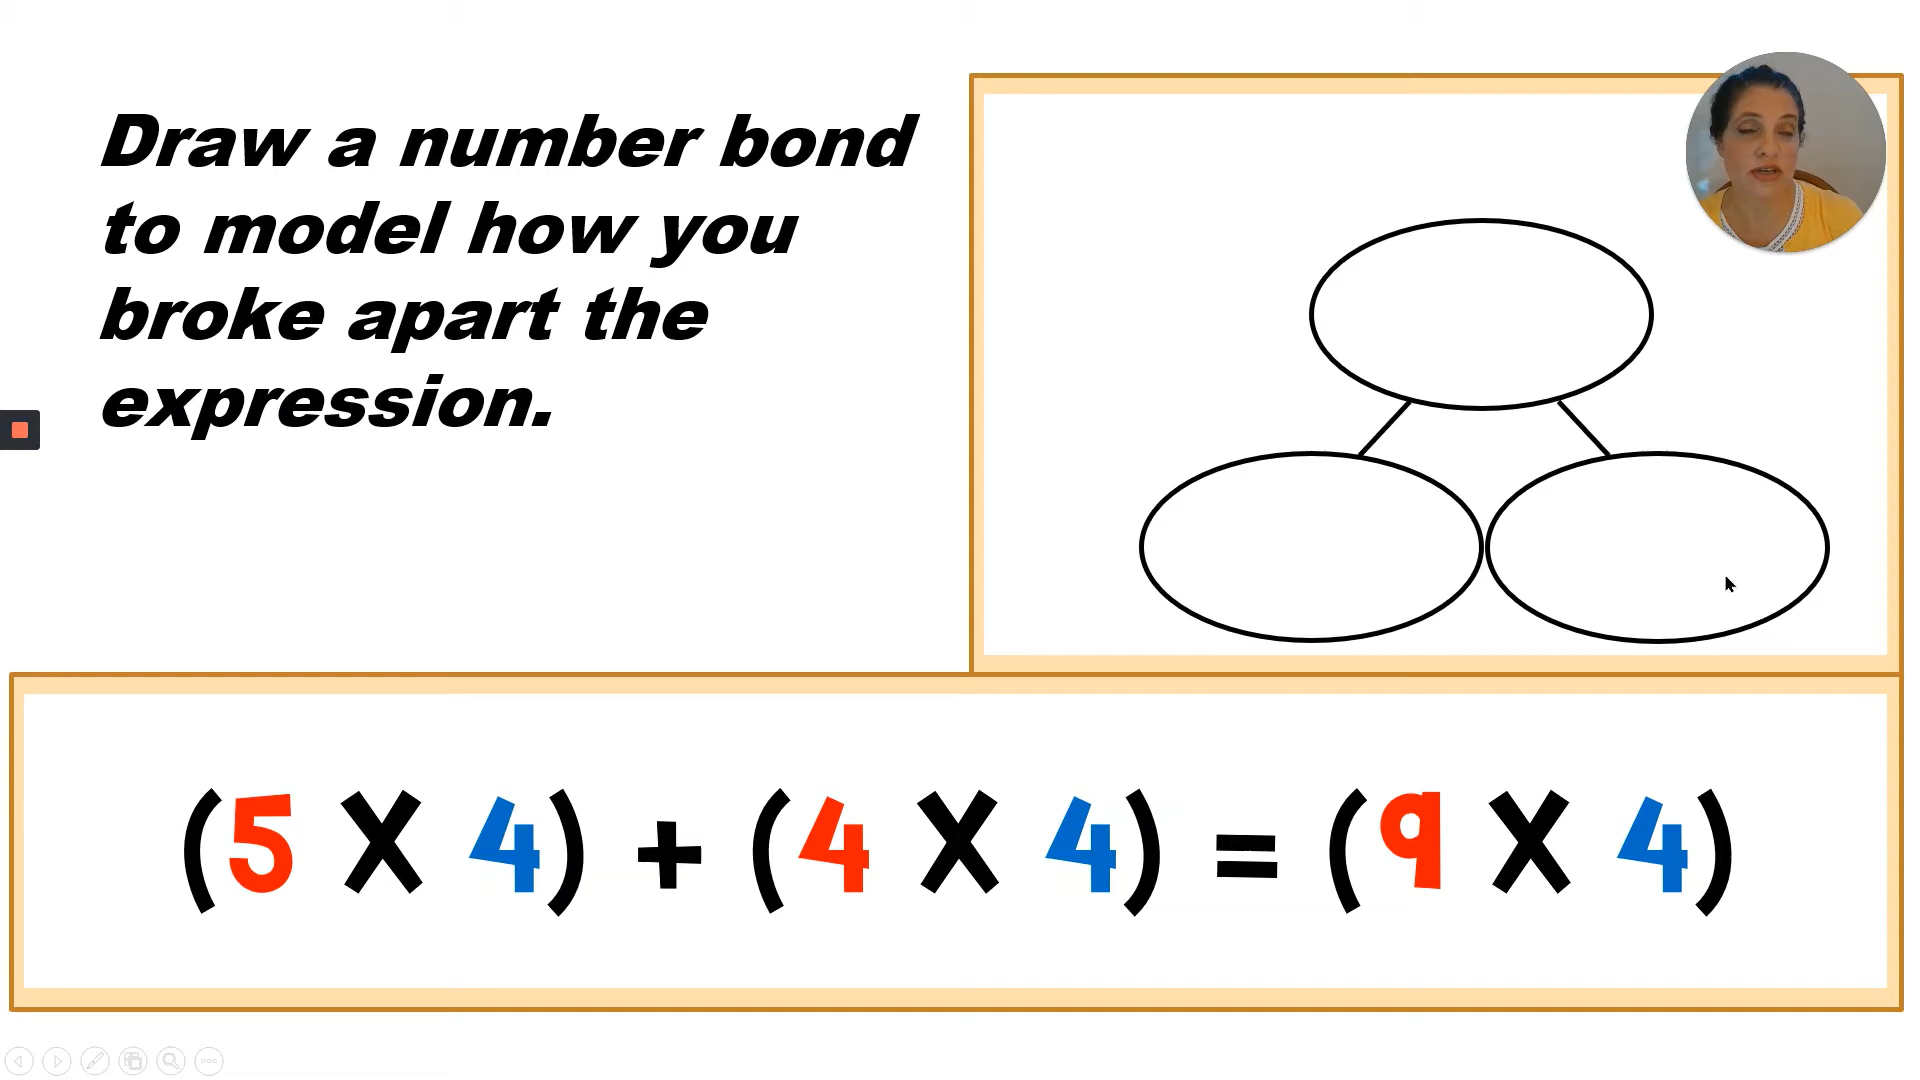 Draw a number bond
to model how you
broke apart the
expression.
(5 X 4) + (4 X 4) = (9 X 4)